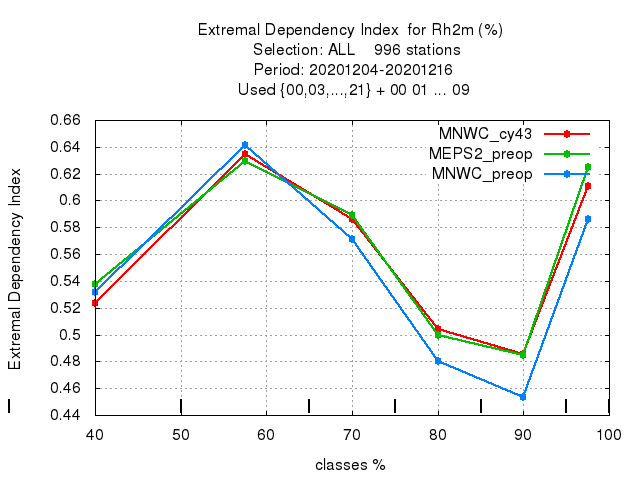 Extremal Dependency Index  for Rh2m (%)
Selection: ALL    996 stations
Period: 20201204-20201216
Used {00,03,...,21} + 00 01 ... 09
MNWC_cy43
MEPS2_preop
MNWC_preop
Extremal Dependency Index
0.66
0.64
0.62
0.6
0.58
0.56
0.54
0.52
0.5
0.48
0.46
0.44
40 50 60 70 80 90 100
classes %